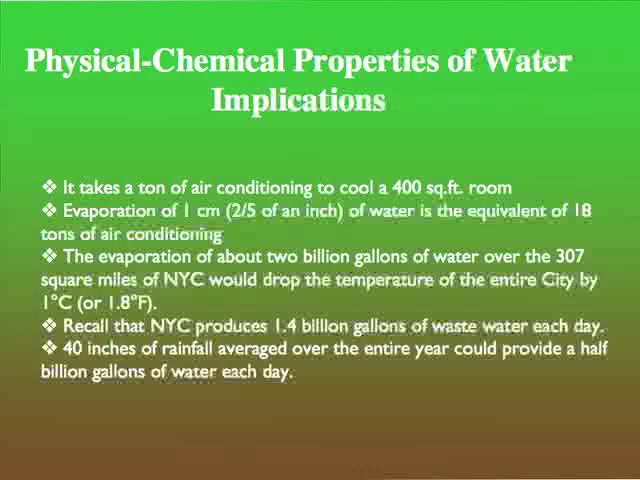 Physical-Chemical Properties of Water
Implications
❖ It takes a ton of air conditioning to cool a 400 sq.ft. room
❖ Evaporation of 1 cm (2/5 of an inch) of water is the equivalent of 18
tons of air conditioning
❖ The evaporation of about two billion gallons of water over the 307
square miles of NYC would drop the temperature of the entire City by
1°C (or 1.8°F).
❖ Recall that NYC produces 1.4 billlon gallons of waste water each day.
❖ 40 inches of rainfall averaged over the entire year could provide a half
billion gallons of water each day.